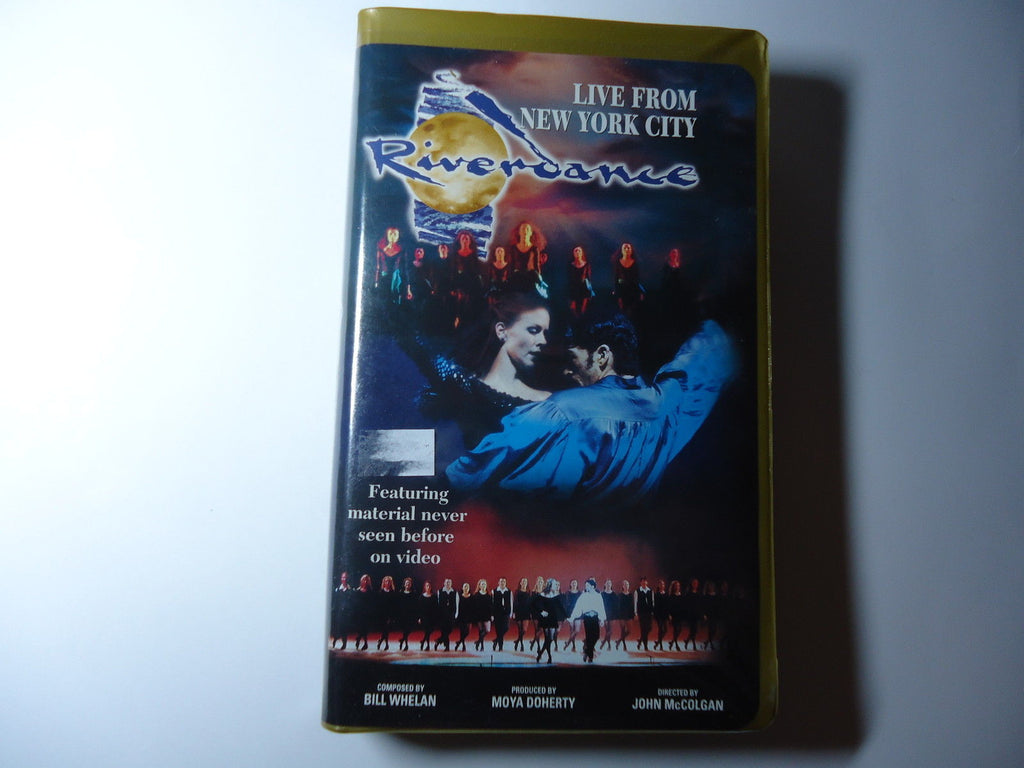 LIVE FROM
NEW YORK CITY
Riverdance
Featuring
material never
seen before
on video
COMPOSED BY
BILL WHELAN
PRODUCED BY
MOYA DOHERTY
DIRECTED BY
JOHN McCOLGAN